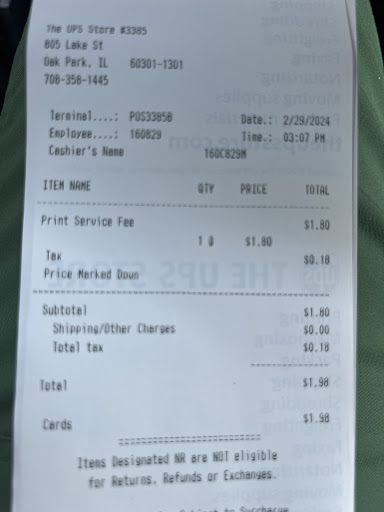 The UPS Store #3385
805 Lake St
Oak Park, IL 60301-1301
708-358-1445
Terminal....: POS3385B Date.: 2/29/2024
Employee....: 160829 Time.: 03:07 PM
Cashier's Name 160C829M
ITEM NAME QTY PRICE TOTAL
Print Service Fee $1.80
1 @ $1.80
Tax $0.18
Price Marked Down
Subtotal $1.80
Shipping/Other Charges $0.00
Total tax $0.18
Total $1.98
Cards $1.98
Items Designated NR are NOT eligible
for Returns, Refunds or Exchanges.
Subject to Surcharge